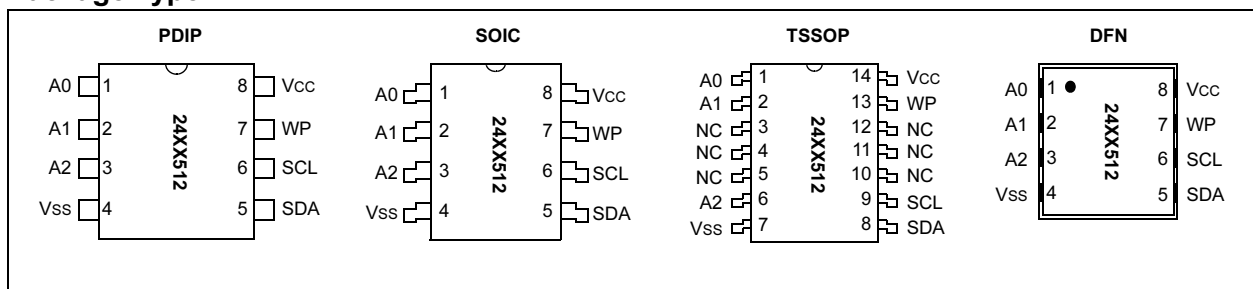 PDIP SOIC TSSOP DFN
A0 1 8 VCC
A1 2 7 WP
A2 3 6 SCL
VSS 4 5 SDA
24XX512
A0 1 8 VCC
A1 2 7 WP
A2 3 6 SCL
VSS 4 5 SDA
24XX512
A0 1 14 VCC
A1 2 13 WP
NC 3 12 NC
NC 4 11 NC
NC 5 10 NC
A2 6 9 SCL
VSS 7 8 SDA
24XX512
A0 1 8 VCC
A1 2 7 WP
A2 3 6 SCL
VSS 4 5 SDA
24XX512